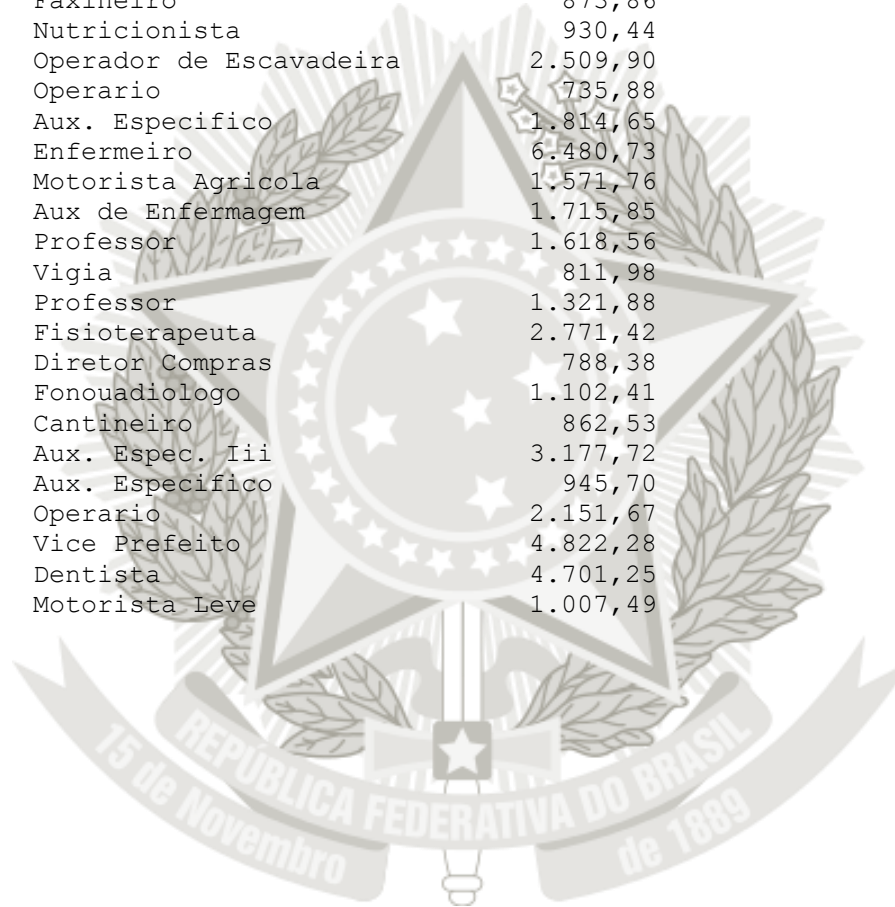 Faxineiro 873,86
Nutricionista 930,44
Operador de Escavadeira 2.509,90
Operario 735,88
Aux. Especifico 1.814,65
Enfermeiro 6.480,73
Motorista Agricola 1.571,76
Aux de Enfermagem 1.715,85
Professor 1.618,56
Vigia 811,98
Professor 1.321,88
Fisioterapeuta 2.771,42
Diretor Compras 788,38
Fonouadiologo 1.102,41
Cantineiro 862,53
Aux. Espec. Iii 3.177,72
Aux. Especifico 945,70
Operario 2.151,67
Vice Prefeito 4.822,28
Dentista 4.701,25
Motorista Leve 1.007,49
REPÚBLICA FEDERATIVA DO BRASIL
15 de Novembro de 1889